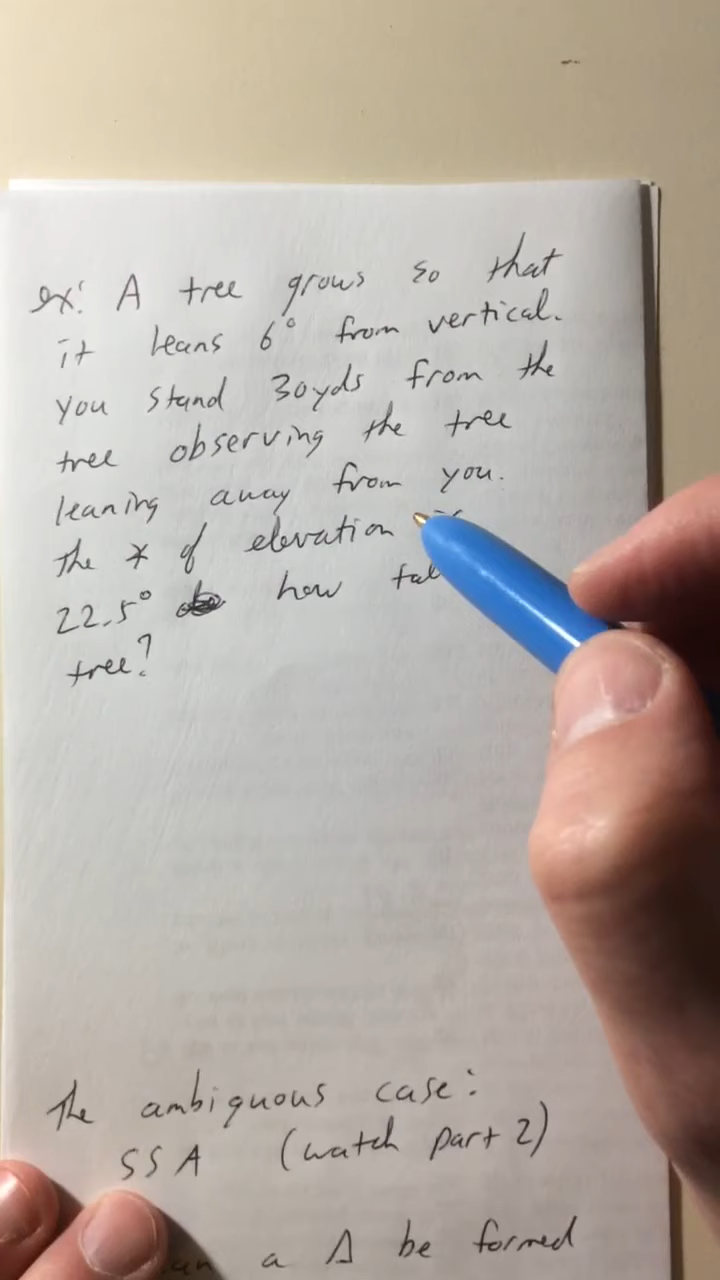 ex: A tree grows so that
it leans 6° from vertical.
you stand 30yds from the
tree observing the tree
leaning away from you.
the ∡ of elevation
22.5° how
tree?
The ambiguous case:
SSA (watch part 2)
a Δ be formed